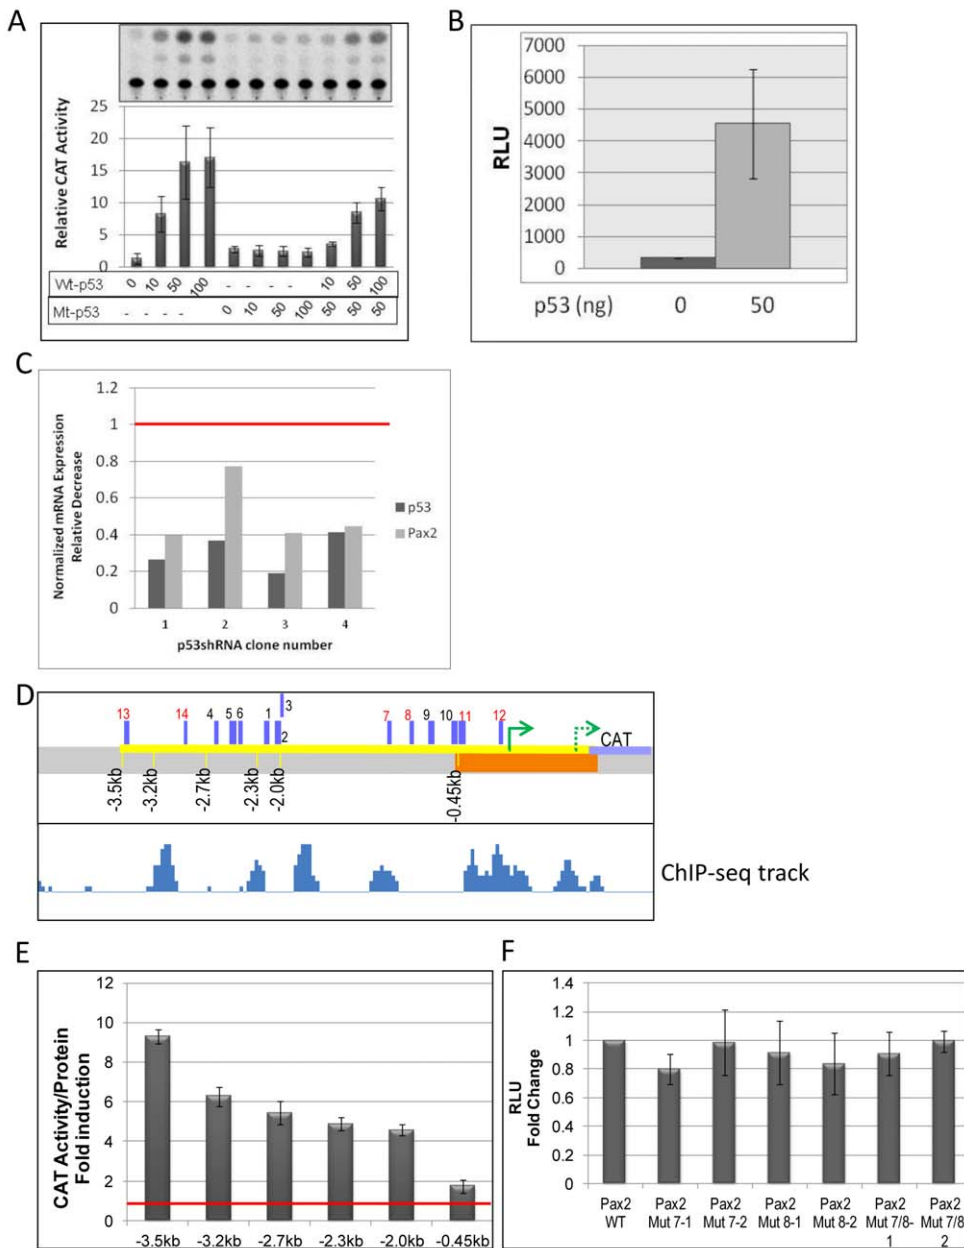 A
Relative CAT Activity
25
20
15
10
5
0
Wt-p53 0 10 50 100 - - - - 10 50 100
Mt-p53 - - - - 0 10 50 100 50 50 50
B
RLU
7000
6000
5000
4000
3000
2000
1000
0
p53 (ng) 0 50
C
Normalized mRNA Expression
Relative Decrease
1.2
1
0.8
0.6
0.4
0.2
0
1 2 3 4
p53shRNA clone number
p53
Pax2
D
13 14 4 5 6 1 3 2 7 8 9 10 11 12
CAT
-3.5kb -3.2kb -2.7kb -2.3kb -2.0kb -0.45kb
ChIP-seq track
E
CAT Activity/Protein
Fold induction
12
10
8
6
4
2
0
-3.5kb -3.2kb -2.7kb -2.3kb -2.0kb -0.45kb
F
RLU
Fold Change
1.4
1.2
1
0.8
0.6
0.4
0.2
0
Pax2 Pax2 Pax2 Pax2 Pax2 Pax2 Pax2
WT Mut 7-1 Mut 7-2 Mut 8-1 Mut 8-2 Mut 7/8- Mut 7/8
1 2